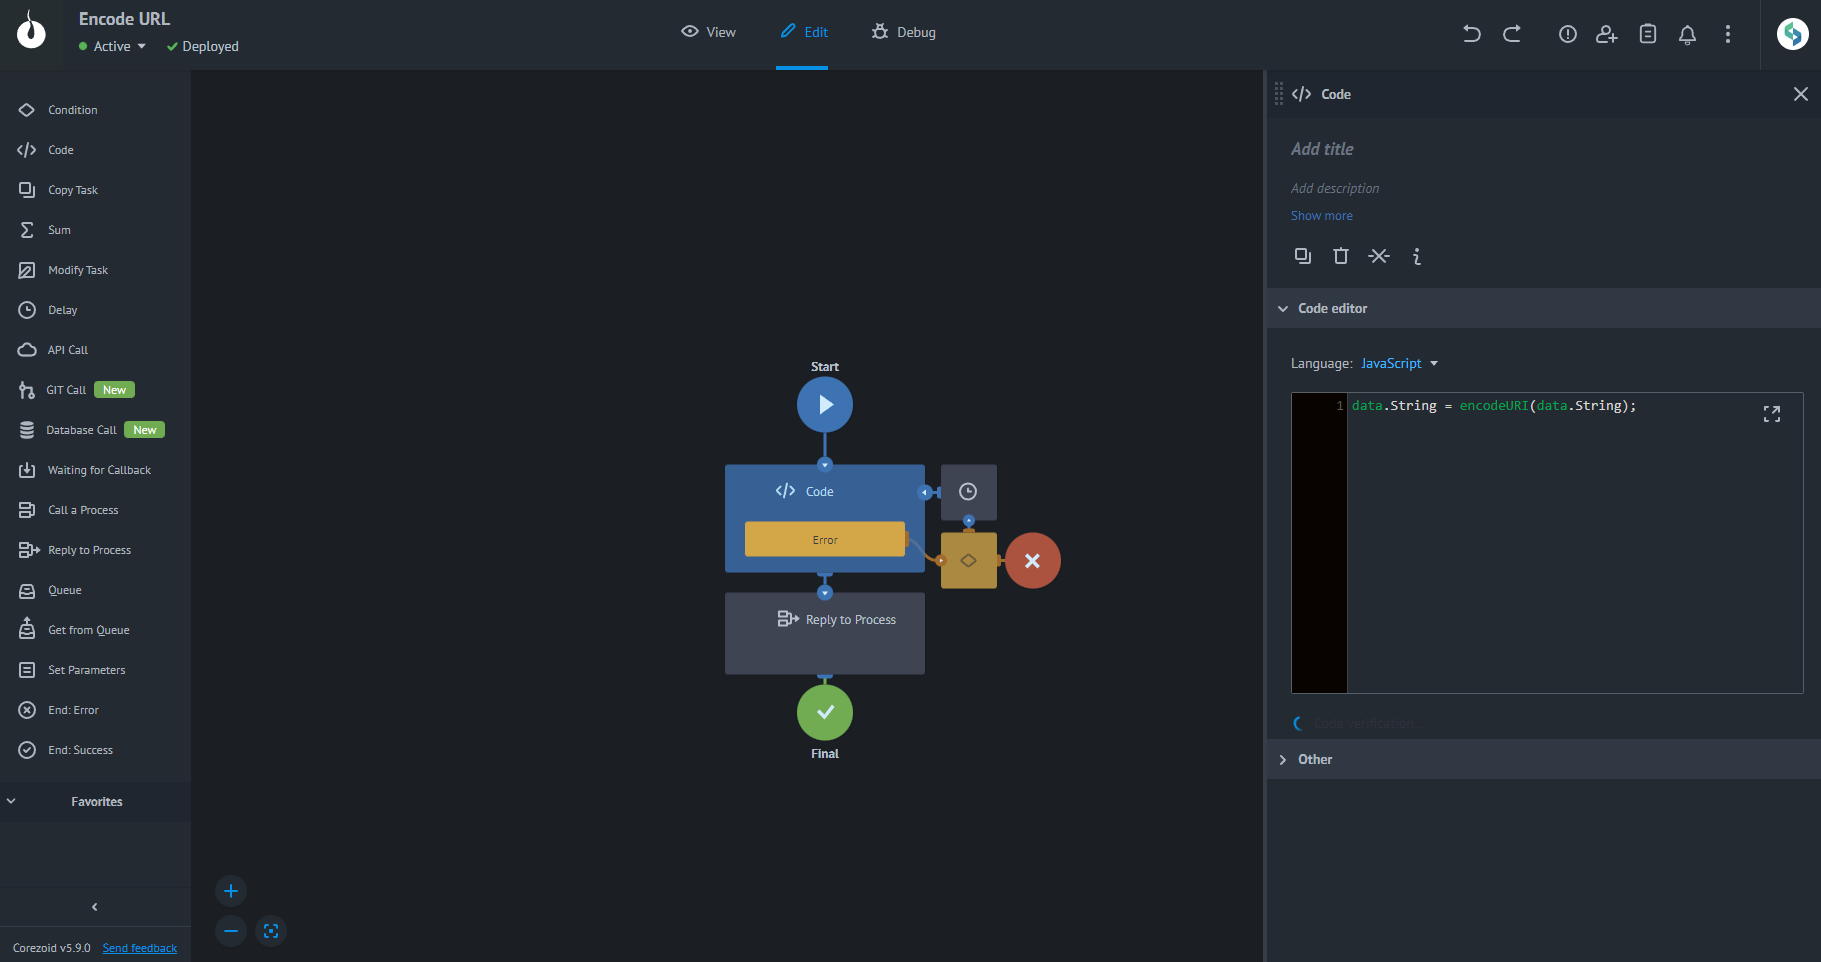 Encode URL
Active
Deployed
View
Edit
Debug
Condition
Code
Copy Task
Sum
Modify Task
Delay
API Call
GIT Call New
Database Call New
Waiting for Callback
Call a Process
Reply to Process
Queue
Get from Queue
Set Parameters
End: Error
End: Success
Favorites
Corezoid v5.9.0 Send feedback
Start
Code
Error
Reply to Process
Final
Code
Add title
Add description
Show more
Code editor
Language: JavaScript
1 data.String = encodeURI(data.String);
Code verification...
Other